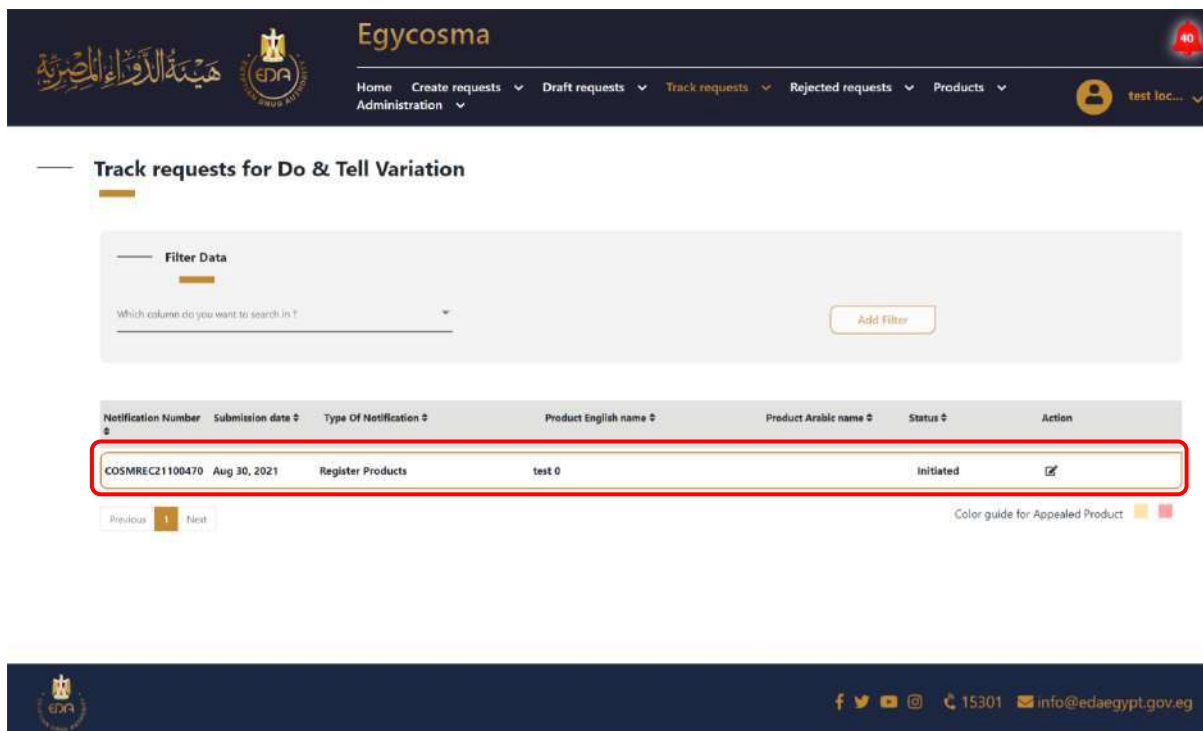 هيئة الدواء المصرية
EDA
Egycosma
40
Home Create requests Draft requests Track requests Rejected requests Products
Administration
test loc...
Track requests for Do & Tell Variation
Filter Data
Which column do you want to search in ?
Add Filter
Notification Number Submission date Type Of Notification Product English name Product Arabic name Status Action
COSMREC21100470 Aug 30, 2021 Register Products test 0 Initiated
Previous 1 Next
Color guide for Appealed Product
EDA
15301 info@edaegypt.gov.eg